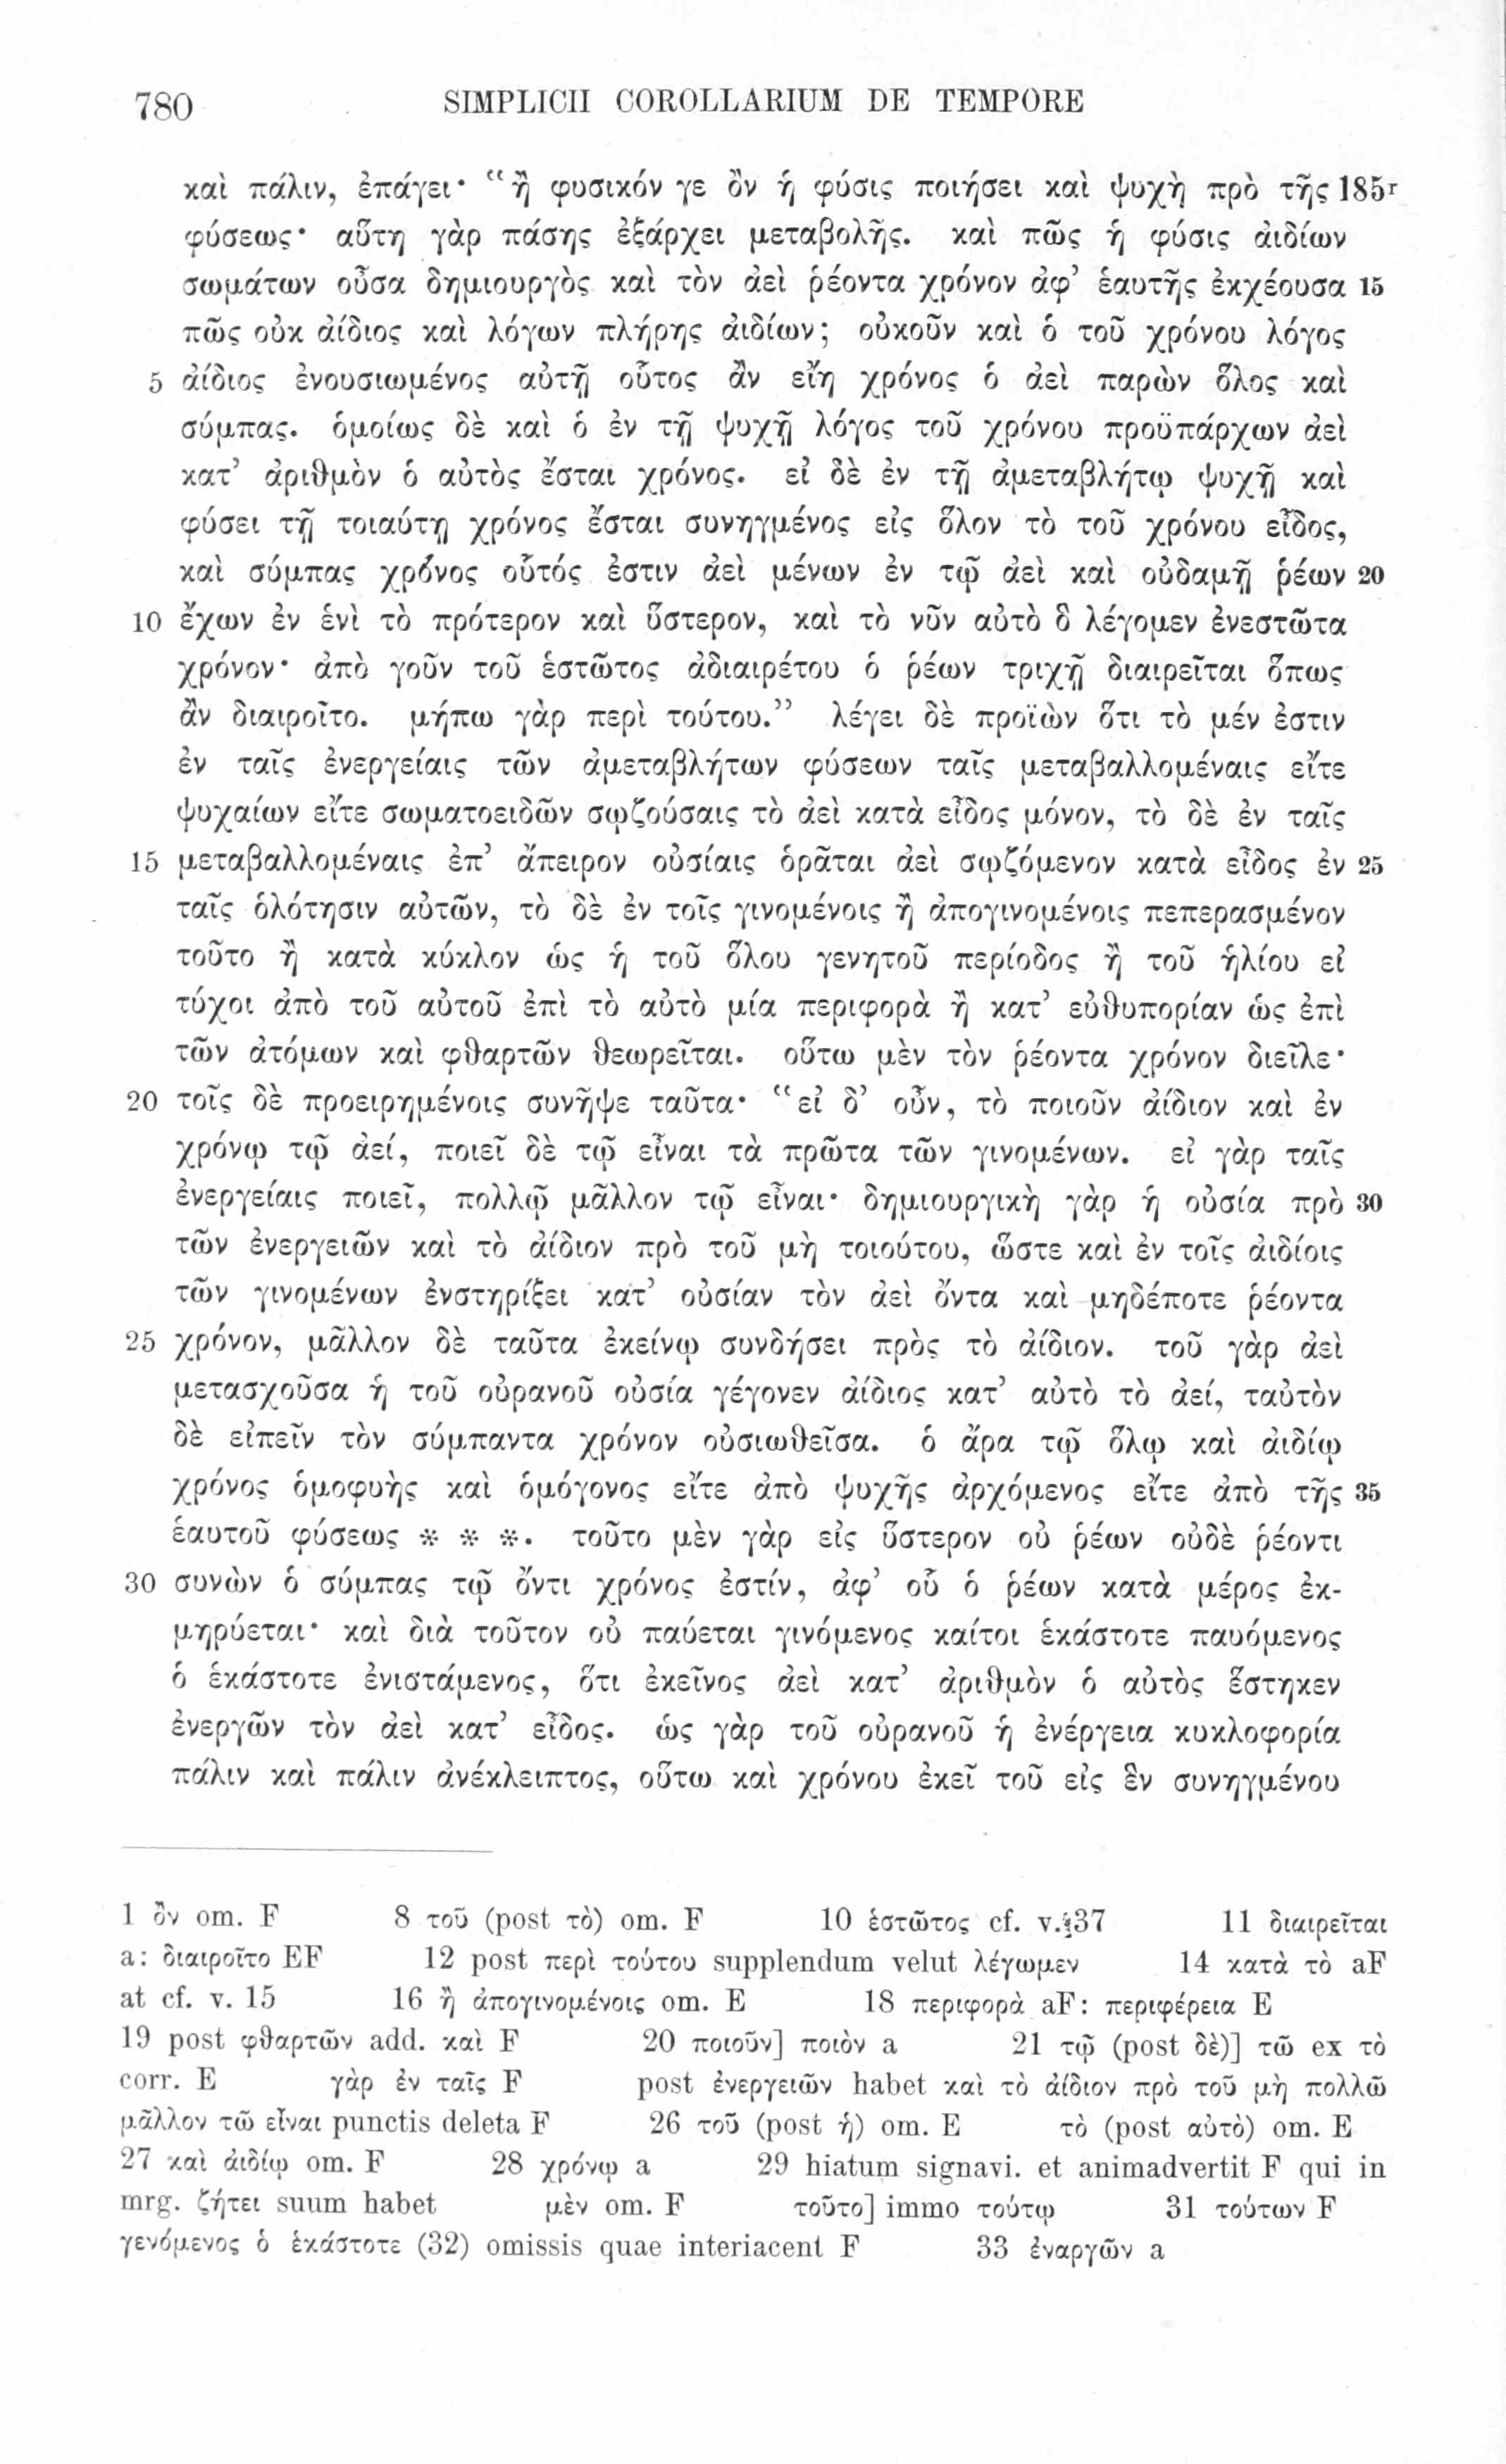 780 SIMPLICII COROLLARIUM DE TEMPORE
καὶ πάλιν, ἐπάγει· “ἢ φυσικόν γε ὂν ἡ φύσις ποιήσει καὶ ψυχὴ πρὸ τῆς 185r
φύσεως· αὕτη γὰρ πάσης ἐξάρχει μεταβολῆς. καὶ πῶς ἡ φύσις ἀιδίων
σωμάτων οὖσα δημιουργὸς καὶ τὸν ἀεὶ ῥέοντα χρόνον ἀφ’ ἑαυτῆς ἐκχέουσα 15
πῶς οὐκ ἀίδιος καὶ λόγων πλήρης ἀιδίων; οὐκοῦν καὶ ὁ τοῦ χρόνου λόγος
5 ἀίδιος ἐνουσιωμένος αὐτῇ οὗτος ἂν εἴη χρόνος ὁ ἀεὶ παρὼν ὅλος καὶ
σύμπας. ὁμοίως δὲ καὶ ὁ ἐν τῇ ψυχῇ λόγος τοῦ χρόνου προϋπάρχων ἀεὶ
κατ’ ἀριθμὸν ὁ αὐτὸς ἔσται χρόνος. εἰ δὲ ἐν τῇ ἀμεταβλήτῳ ψυχῇ καὶ
φύσει τῇ τοιαύτῃ χρόνος ἔσται συνηγμένος εἰς ὅλον τὸ τοῦ χρόνου εἶδος,
καὶ σύμπας χρόνος οὗτός ἐστιν ἀεὶ μένων ἐν τῷ ἀεὶ καὶ οὐδαμῇ ῥέων 20
10 ἔχων ἐν ἑνὶ τὸ πρότερον καὶ ὕστερον, καὶ τὸ νῦν αὐτὸ ὃ λέγομεν ἐνεστῶτα
χρόνον· ἀπὸ γοῦν τοῦ ἑστῶτος ἀδιαιρέτου ὁ ῥέων τριχῇ διαιρεῖται ὅπως
ἂν διαιροῖτο. μήπω γὰρ περὶ τούτου.” λέγει δὲ προϊὼν ὅτι τὸ μέν ἐστιν
ἐν ταῖς ἐνεργείαις τῶν ἀμεταβλήτων φύσεων ταῖς μεταβαλλομέναις εἴτε
ψυχαίων εἴτε σωματοειδῶν σῳζούσαις τὸ ἀεὶ κατὰ εἶδος μόνον, τὸ δὲ ἐν ταῖς
15 μεταβαλλομέναις ἐπ’ ἄπειρον οὐσίαις ὁρᾶται ἀεὶ σῳζόμενον κατὰ εἶδος ἐν 25
ταῖς ὁλότησιν αὐτῶν, τὸ δὲ ἐν τοῖς γινομένοις ἢ ἀπογινομένοις πεπερασμένον
τοῦτο ἢ κατὰ κύκλον ὡς ἡ τοῦ ὅλου γενητοῦ περίοδος ἢ τοῦ ἡλίου εἰ
τύχοι ἀπὸ τοῦ αὐτοῦ ἐπὶ τὸ αὐτὸ μία περιφορὰ ἢ κατ’ εὐθυπορίαν ὡς ἐπὶ
τῶν ἀτόμων καὶ φθαρτῶν θεωρεῖται. οὕτω μὲν τὸν ῥέοντα χρόνον διεῖλε·
20 τοῖς δὲ προειρημένοις συνῆψε ταῦτα· “εἰ δ’ οὖν, τὸ ποιοῦν ἀίδιον καὶ ἐν
χρόνῳ τῷ ἀεί, ποιεῖ δὲ τῷ εἶναι τὰ πρῶτα τῶν γινομένων. εἰ γὰρ ταῖς
ἐνεργείαις ποιεῖ, πολλῷ μᾶλλον τῷ εἶναι· δημιουργικὴ γὰρ ἡ οὐσία πρὸ 30
τῶν ἐνεργειῶν καὶ τὸ ἀίδιον πρὸ τοῦ μὴ τοιούτου, ὥστε καὶ ἐν τοῖς ἀιδίοις
τῶν γινομένων ἐνστηρίξει κατ’ οὐσίαν τὸν ἀεὶ ὄντα καὶ μηδέποτε ῥέοντα
25 χρόνον, μᾶλλον δὲ ταῦτα ἐκείνῳ συνδήσει πρὸς τὸ ἀίδιον. τοῦ γὰρ ἀεὶ
μετασχοῦσα ἡ τοῦ οὐρανοῦ οὐσία γέγονεν ἀίδιος κατ’ αὐτὸ τὸ ἀεί, ταὐτὸν
δὲ εἰπεῖν τὸν σύμπαντα χρόνον οὐσιωθεῖσα. ὁ ἄρα τῷ ὅλῳ καὶ ἀιδίῳ
χρόνος ὁμοφυὴς καὶ ὁμόγονος εἴτε ἀπὸ ψυχῆς ἀρχόμενος εἴτε ἀπὸ τῆς 35
ἑαυτοῦ φύσεως * * *. τοῦτο μὲν γὰρ εἰς ὕστερον οὐ ῥέων οὐδὲ ῥέοντι
30 συνὼν ὁ σύμπας τῷ ὄντι χρόνος ἐστίν, ἀφ’ οὗ ὁ ῥέων κατὰ μέρος ἐκ-
μηρύεται· καὶ διὰ τοῦτον οὐ παύεται γινόμενος καίτοι ἑκάστοτε παυόμενος
ὁ ἑκάστοτε ἐνιστάμενος, ὅτι ἐκεῖνος ἀεὶ κατ’ ἀριθμὸν ὁ αὐτὸς ἕστηκεν
ἐνεργῶν τὸν ἀεὶ κατ’ εἶδος. ὡς γὰρ τοῦ οὐρανοῦ ἡ ἐνέργεια κυκλοφορία
πάλιν καὶ πάλιν ἀνέκλειπτος, οὕτω καὶ χρόνου ἐκεῖ τοῦ εἰς ἓν συνηγμένου
1 ὂν om. F 8 τοῦ (post τὸ) om. F 10 ἑστῶτος cf. v. 37 11 διαιρεῖται
a: διαιροῖτο EF 12 post περὶ τούτου supplendum velut λέγωμεν 14 κατὰ τὸ aF
at cf. v. 15 16 ἢ ἀπογινομένοις om. E 18 περιφορὰ aF: περιφέρεια E
19 post φθαρτῶν add. καὶ F 20 ποιοῦν] ποιὸν a 21 τῷ (post δὲ)] τῶ ex τὸ
corr. E γὰρ ἐν ταῖς F post ἐνεργειῶν habet καὶ τὸ ἀίδιον πρὸ τοῦ μὴ πολλῶ
μᾶλλον τῶ εἶναι punctis deleta F 26 τοῦ (post ἡ) om. E τὸ (post αὐτὸ) om. E
27 καὶ ἀιδίῳ om. F 28 χρόνῳ a 29 hiatum signavi. et animadvertit F qui in
mrg. ζήτει suum habet μὲν om. F τοῦτο] immo τούτῳ 31 τούτων F
γενόμενος ὁ ἑκάστοτε (32) omissis quae interiacent F 33 ἐναργῶν a